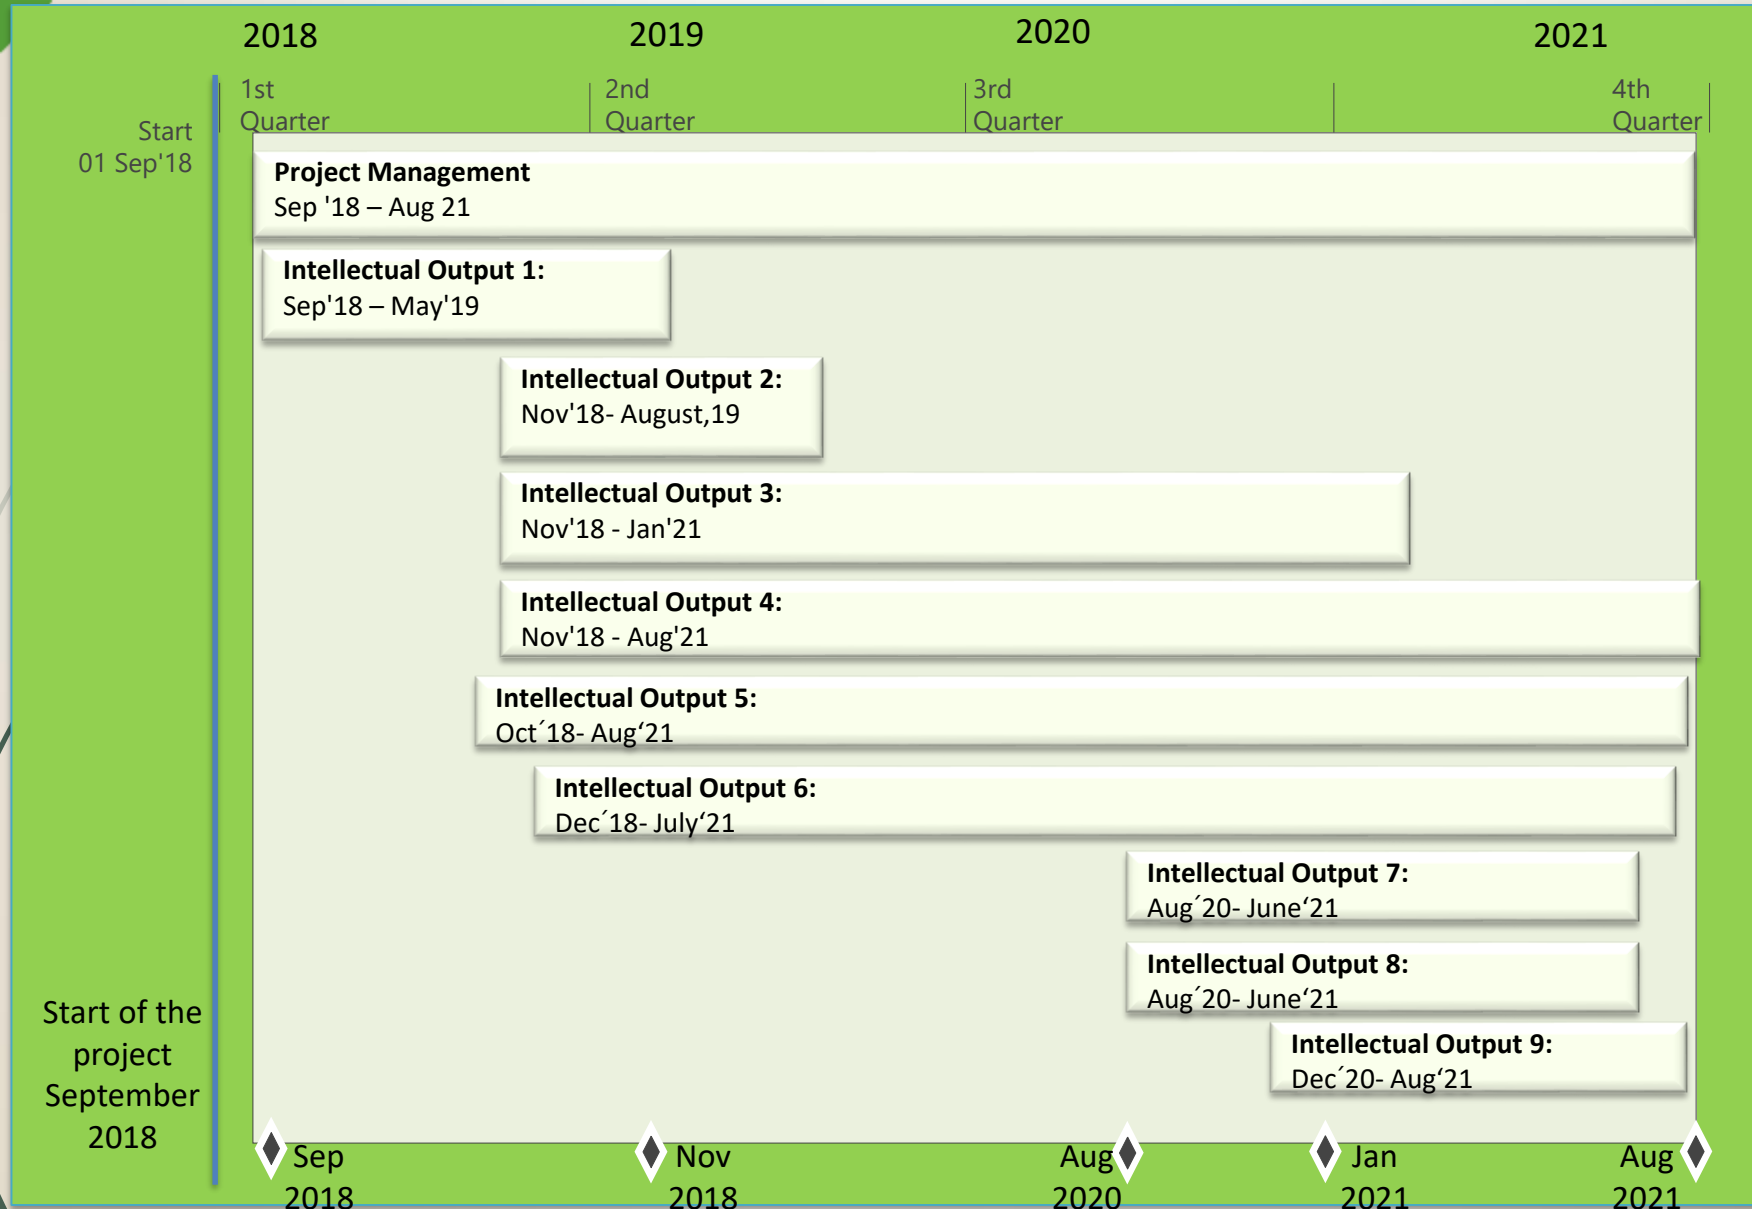 2018
2019
2020
2021
1st
Quarter
2nd
Quarter
3rd
Quarter
4th
Quarter
Start
01 Sep'18
Project Management
Sep '18 – Aug 21
Intellectual Output 1:
Sep'18 – May'19
Intellectual Output 2:
Nov'18- August,19
Intellectual Output 3:
Nov'18 - Jan'21
Intellectual Output 4:
Nov'18 - Aug'21
Intellectual Output 5:
Oct´18- Aug‘21
Intellectual Output 6:
Dec´18- July‘21
Intellectual Output 7:
Aug´20- June‘21
Intellectual Output 8:
Aug´20- June‘21
Intellectual Output 9:
Dec´20- Aug‘21
Start of the
project
September
2018
Sep
2018
Nov
2018
Aug
2020
Jan
2021
Aug
2021